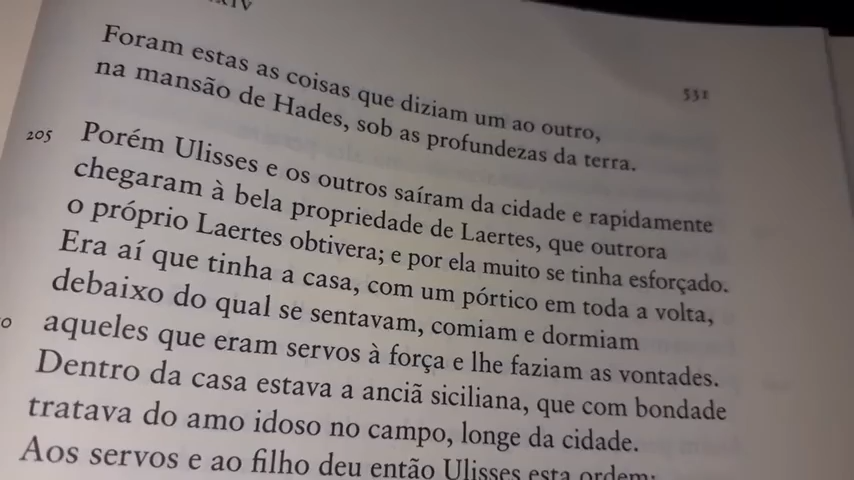 XIV
531
Foram estas as coisas que diziam um ao outro,
na mansão de Hades, sob as profundezas da terra.
205 Porém Ulisses e os outros saíram da cidade e rapidamente
chegaram à bela propriedade de Laertes, que outrora
o próprio Laertes obtivera; e por ela muito se tinha esforçado.
Era aí que tinha a casa, com um pórtico em toda a volta,
debaixo do qual se sentavam, comiam e dormiam
10 aqueles que eram servos à força e lhe faziam as vontades.
Dentro da casa estava a anciã siciliana, que com bondade
tratava do amo idoso no campo, longe da cidade.
Aos servos e ao filho deu então Ulisses esta ordem: